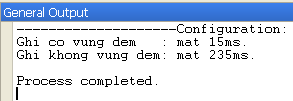 General Output
--------------------Configuration:
Ghi co vung dem   : mat 15ms.
Ghi khong vung dem: mat 235ms.
Process completed.